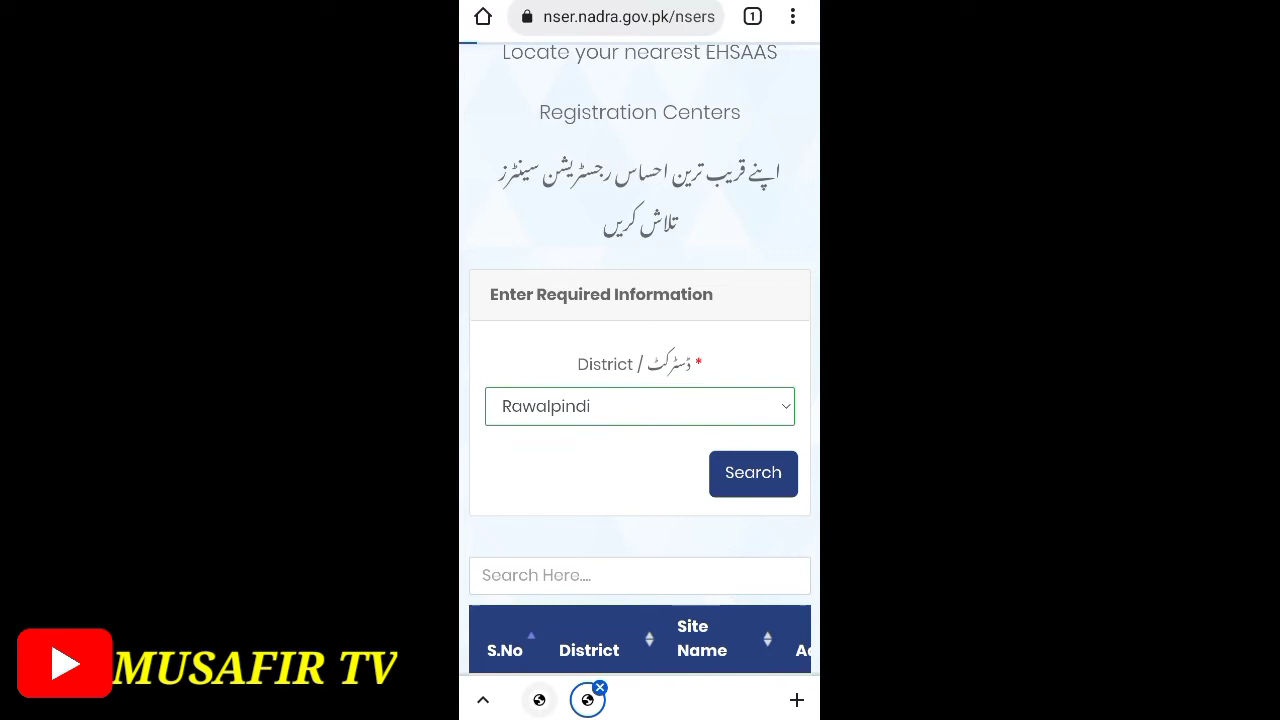 nser.nadra.gov.pk/nsers
1
Locate your nearest EHSAAS
Registration Centers
اپنے قریب ترین احساس رجسٹریشن سینٹرز
تلاش کریں
Enter Required Information
District / ڈسٹرکٹ *
Rawalpindi
Search
Search Here....
S.No District Site Name
MUSAFIR TV